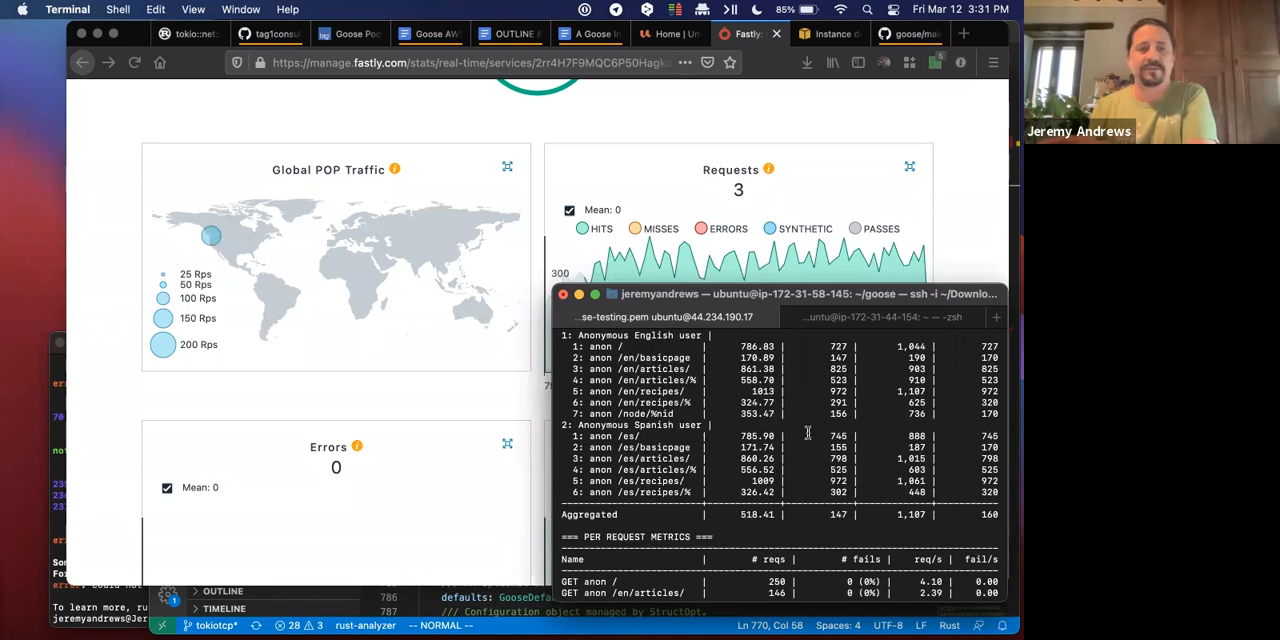 Terminal Shell Edit View Window Help 85% Fri Mar 12 3:31 PM
tokio::net: tag1consul Goose Pod Goose AW OUTLINE & A Goose In Home | Un Fastly: Instance d goose/mai
https://manage.fastly.com/stats/real-time/services/2rr4H7F9MQC6P50Hagk
Jeremy Andrews
Global POP Traffic
25 Rps
50 Rps
100 Rps
150 Rps
200 Rps
Requests
3
Mean: 0
HITS MISSES ERRORS SYNTHETIC PASSES
300
Errors
0
Mean: 0
jeremyandrews — ubuntu@ip-172-31-58-145: ~/goose — ssh -i ~/Downlo...
...se-testing.pem ubuntu@44.234.190.17 ...untu@ip-172-31-44-154: ~ — -zsh
1: Anonymous English user |
1: anon / | 786.83 | 727 | 1,044 | 727
2: anon /en/basicpage | 170.89 | 147 | 190 | 170
3: anon /en/articles/ | 861.38 | 825 | 903 | 825
4: anon /en/articles/% | 558.70 | 523 | 910 | 523
5: anon /en/recipes/ | 1013 | 972 | 1,107 | 972
6: anon /en/recipes/% | 324.77 | 291 | 625 | 320
7: anon /node/%nid | 353.47 | 156 | 736 | 170
2: Anonymous Spanish user |
1: anon /es/ | 785.90 | 745 | 888 | 745
2: anon /es/basicpage | 171.74 | 155 | 187 | 170
3: anon /es/articles/ | 860.26 | 798 | 1,015 | 798
4: anon /es/articles/% | 556.52 | 525 | 603 | 525
5: anon /es/recipes/ | 1009 | 972 | 1,061 | 972
6: anon /es/recipes/% | 326.42 | 302 | 448 | 320
Aggregated | 518.41 | 147 | 1,107 | 160
=== PER REQUEST METRICS ===
Name | # reqs | # fails | req/s | fail/s
GET anon / | 250 | 0 (0%) | 4.10 | 0.00
GET anon /en/articles/ | 146 | 0 (0%) | 2.39 | 0.00
To learn more, ru
jeremyandrews@Jer
OUTLINE
TIMELINE
786 defaults: GooseDefa
787 /// Configuration object managed by StructOpt.
tokiotcp* 28 3 rust-analyzer -- NORMAL -- Ln 770, Col 58 Spaces: 4 UTF-8 LF Rust